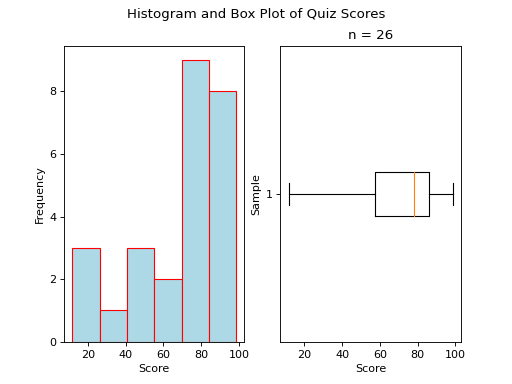 Histogram and Box Plot of Quiz Scores
n = 26
Frequency
8
6
4
2
0
20 40 60 80 100
Score
Sample
1
20 40 60 80 100
Score